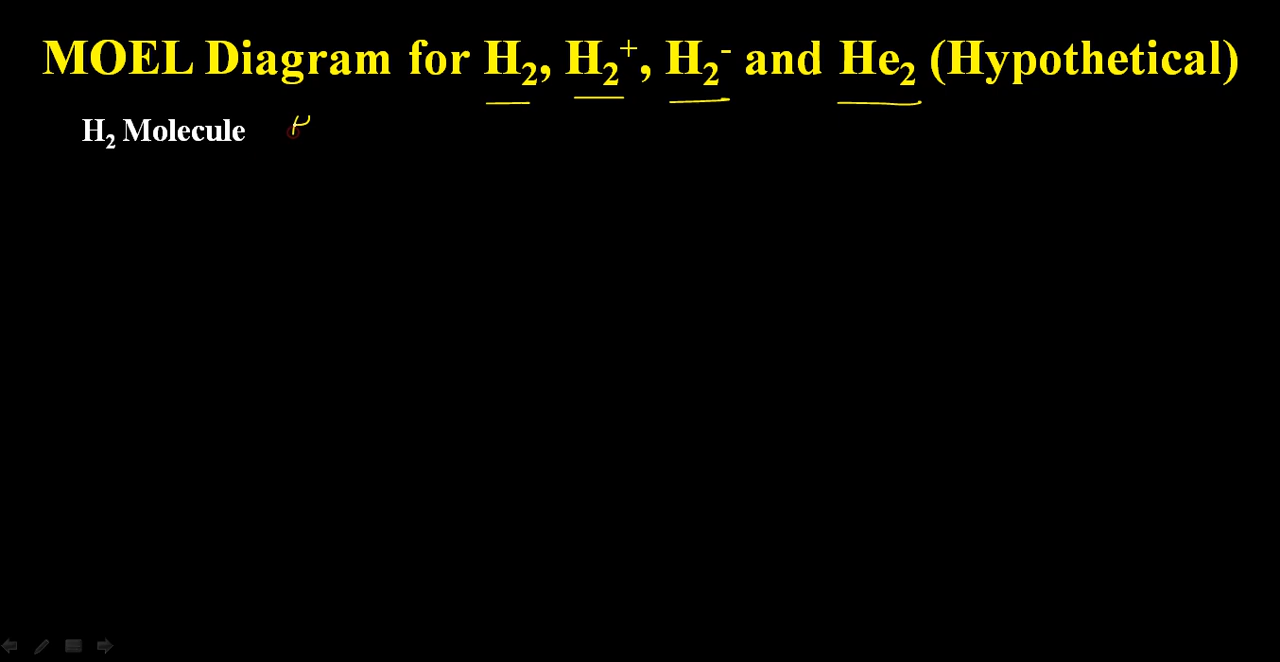 MOEL Diagram for H₂, H₂⁺, H₂⁻ and He₂ (Hypothetical)
H₂ Molecule